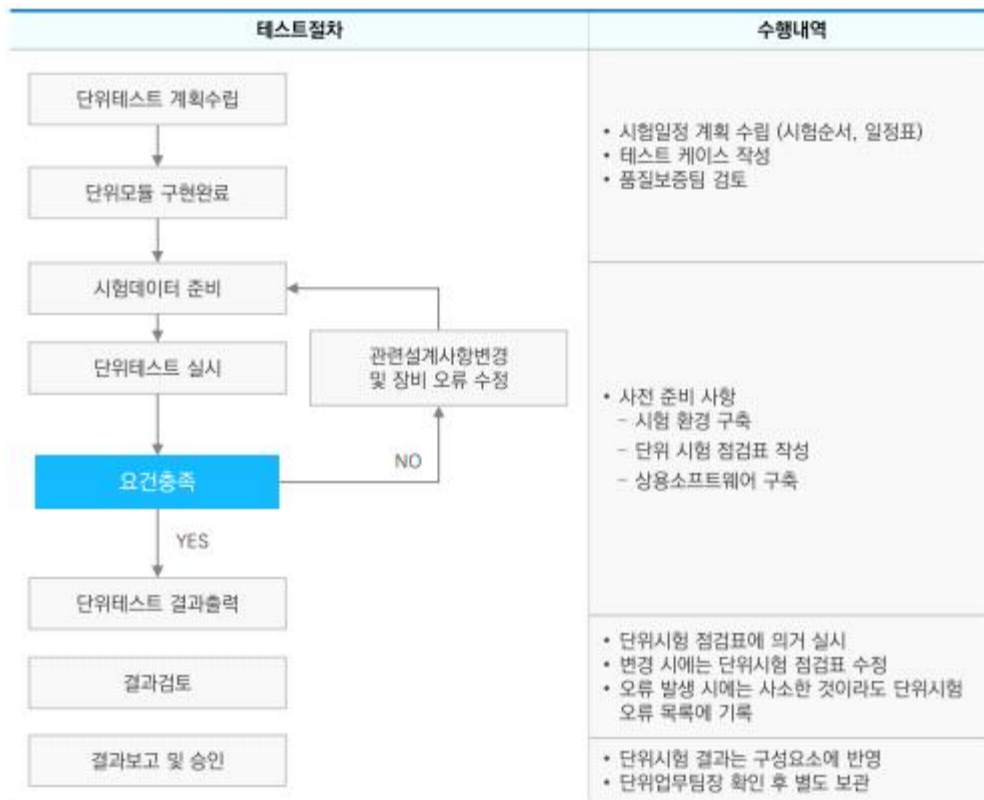 테스트절차
수행내역
단위테스트 계획수립
단위모듈 구현완료
시험데이터 준비
단위테스트 실시
관련설계사항변경
및 장비 오류 수정
요건충족
NO
YES
단위테스트 결과출력
결과검토
결과보고 및 승인
• 시험일정 계획 수립 (시험순서, 일정표)
• 테스트 케이스 작성
• 품질보증팀 검토
• 사전 준비 사항
– 시험 환경 구축
– 단위 시험 점검표 작성
– 상용소프트웨어 구축
• 단위시험 점검표에 의거 실시
• 변경 시에는 단위시험 점검표 수정
• 오류 발생 시에는 사소한 것이라도 단위시험
오류 목록에 기록
• 단위시험 결과는 구성요소에 반영
• 단위업무팀장 확인 후 별도 보관